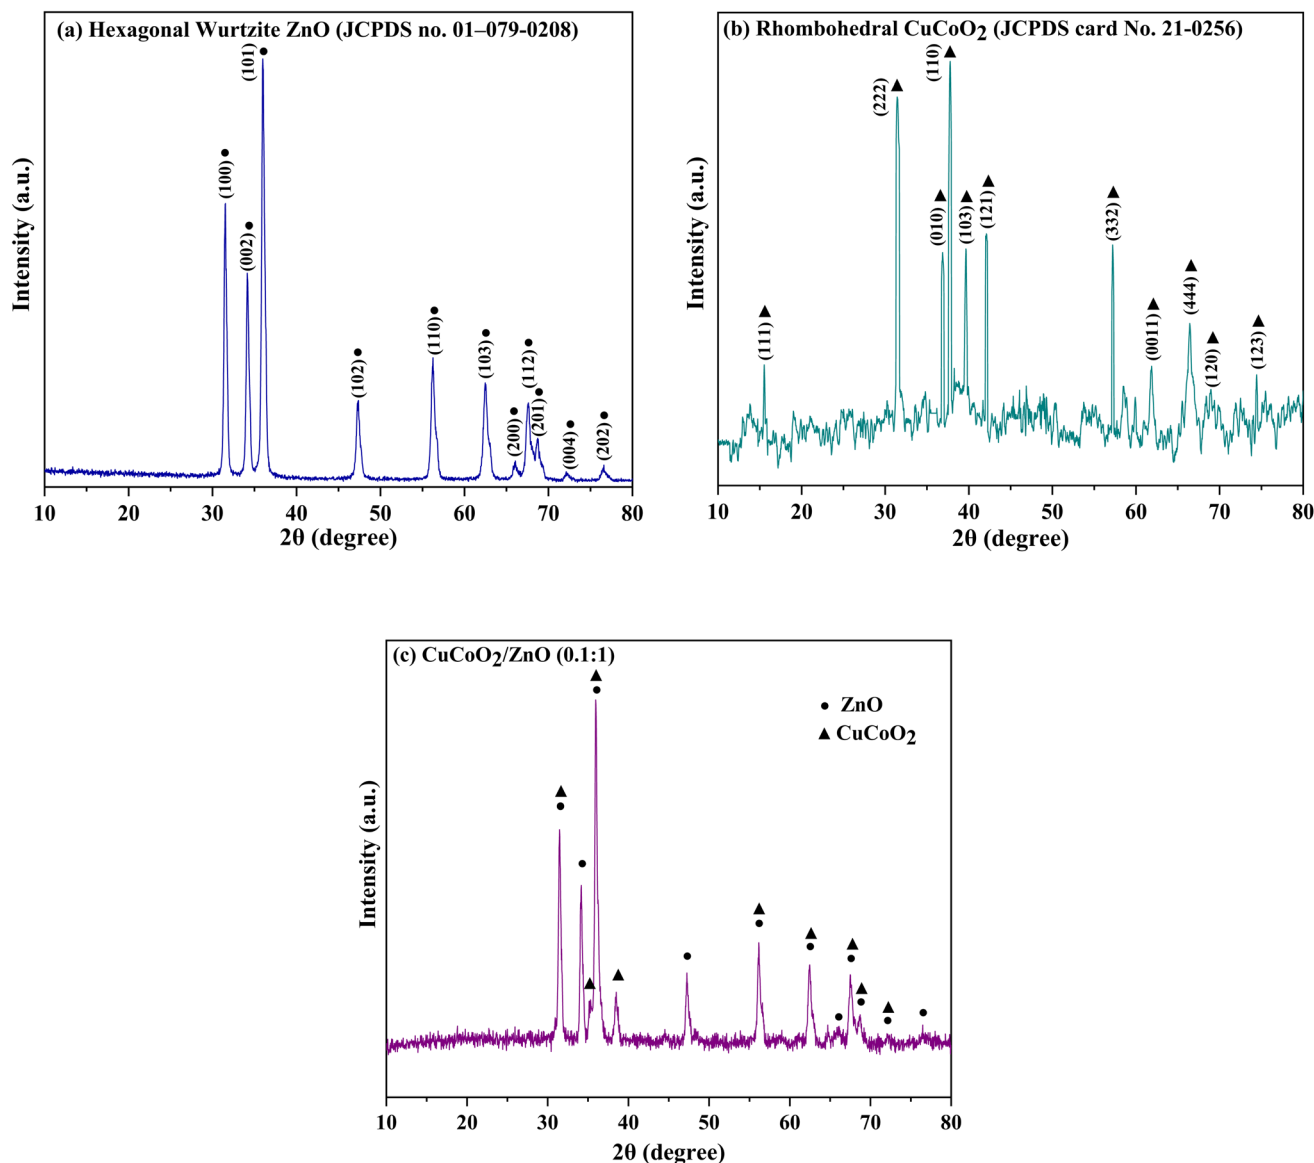 (a) Hexagonal Wurtzite ZnO (JCPDS no. 01–079-0208)
(100)
(002)
(101)
(102)
(110)
(103)
(200)
(112)
(201)
(004)
(202)
Intensity (a.u.)
10 20 30 40 50 60 70 80
2θ (degree)
(b) Rhombohedral CuCoO2 (JCPDS card No. 21-0256)
(111)
(222)
(010)
(110)
(103)
(121)
(332)
(0011)
(444)
(120)
(123)
Intensity (a.u.)
10 20 30 40 50 60 70 80
2θ (degree)
(c) CuCoO2/ZnO (0.1:1)
ZnO
CuCoO2
Intensity (a.u.)
10 20 30 40 50 60 70 80
2θ (degree)